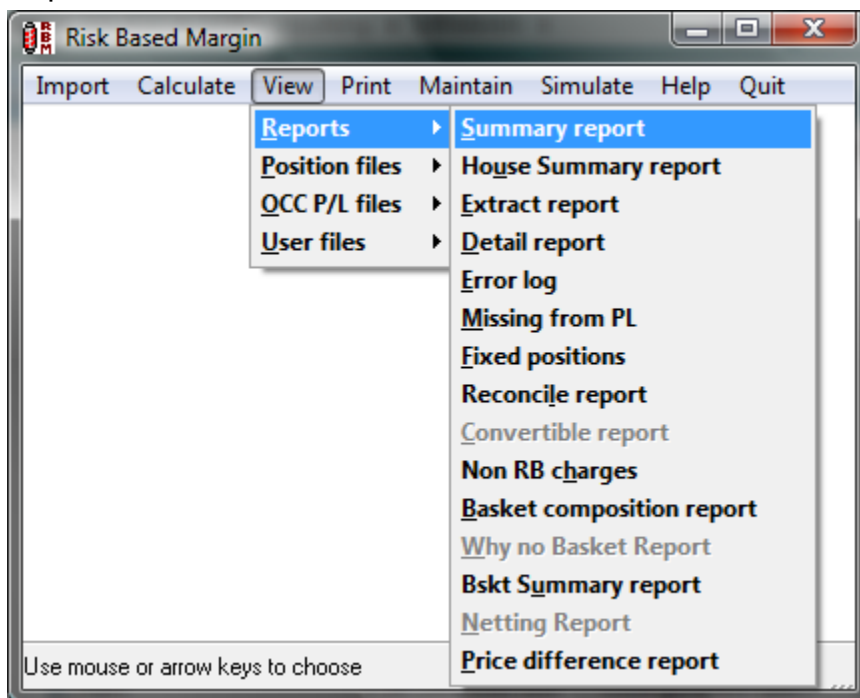 RBM Risk Based Margin
Import Calculate View Print Maintain Simulate Help Quit
Reports
Position files
OCC P/L files
User files
Summary report
House Summary report
Extract report
Detail report
Error log
Missing from PL
Fixed positions
Reconcile report
Convertible report
Non RB charges
Basket composition report
Why no Basket Report
Bskt Summary report
Netting Report
Price difference report
Use mouse or arrow keys to choose